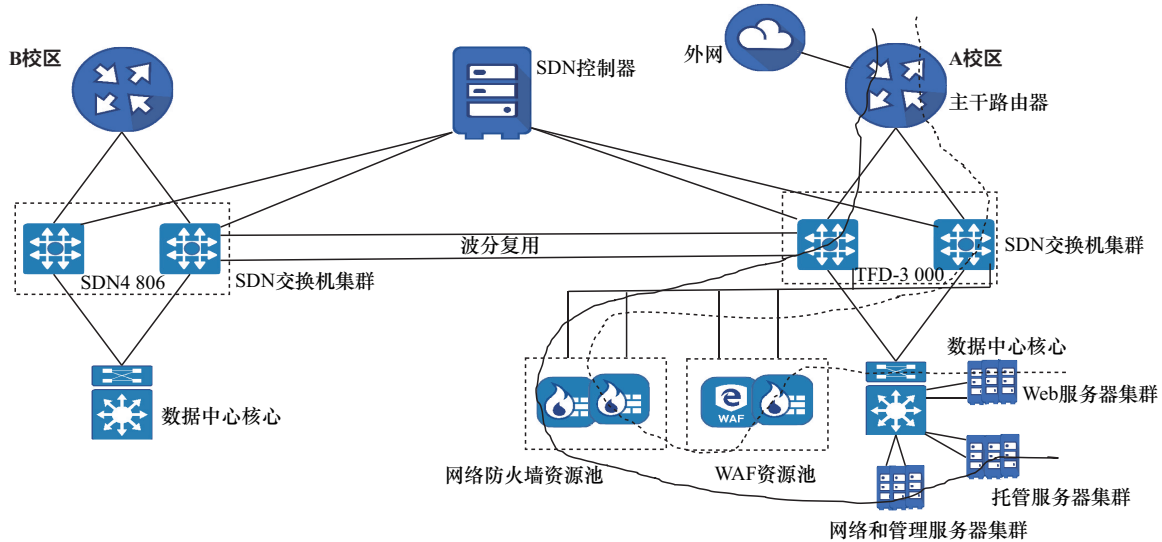 B校区
SDN控制器
外网
A校区
主干路由器
波分复用
SDN交换机集群
SDN4 806
SDN交换机集群
TFD-3 000
数据中心核心
数据中心核心
Web服务器集群
WAF
网络防火墙资源池
WAF资源池
托管服务器集群
网络和管理服务器集群